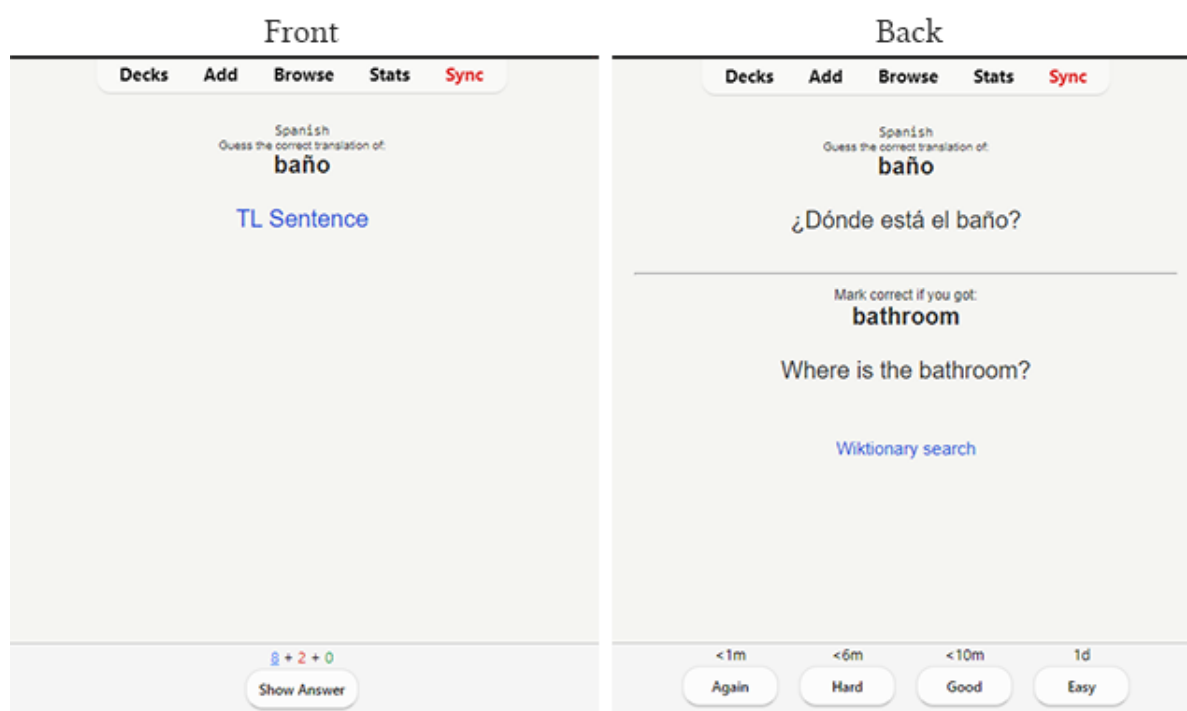 Front
Decks Add Browse Stats Sync
Spanish
Guess the correct translation of:
baño
TL Sentence
8 + 2 + 0
Show Answer
Back
Decks Add Browse Stats Sync
Spanish
Guess the correct translation of:
baño
¿Dónde está el baño?
Mark correct if you got:
bathroom
Where is the bathroom?
Wiktionary search
<1m <6m <10m 1d
Again Hard Good Easy